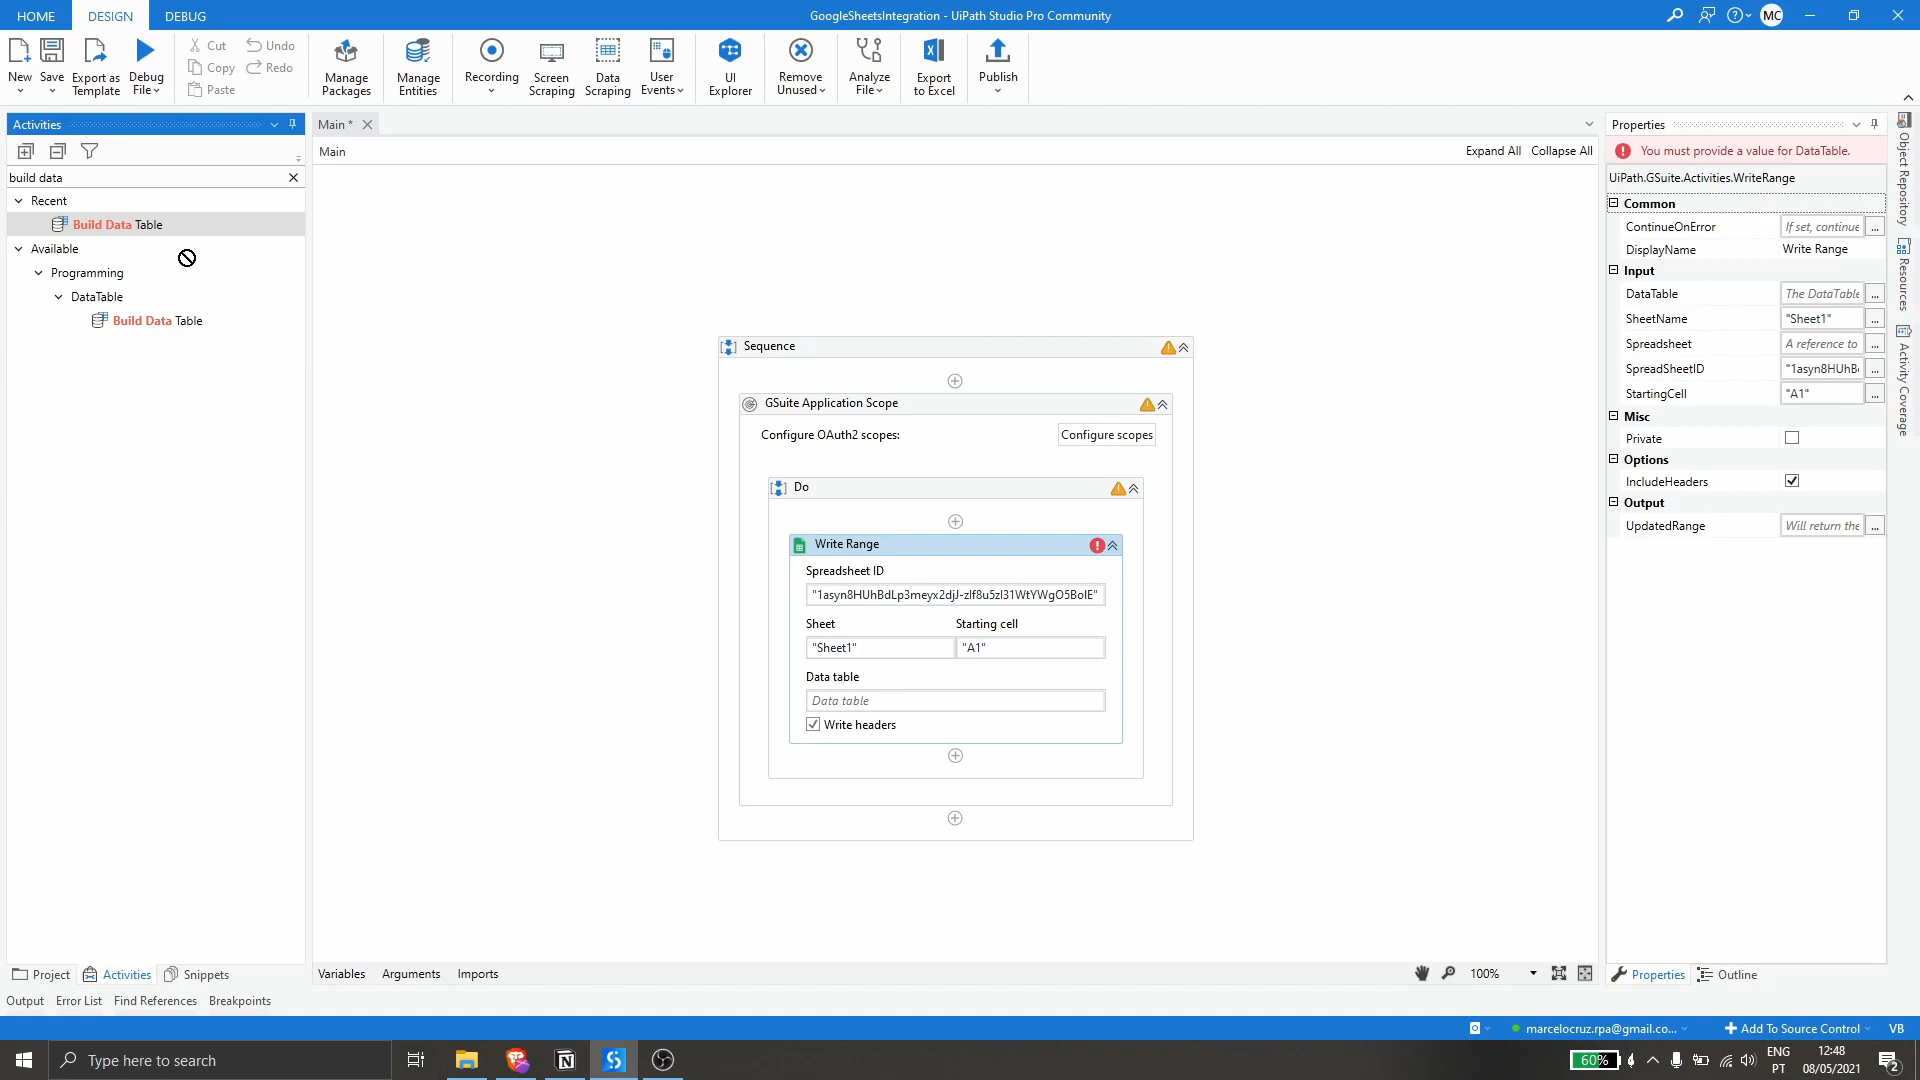 HOME DESIGN DEBUG
GoogleSheetsIntegration - UiPath Studio Pro Community
MC
New Save Export as Template Debug File
Cut Undo
Copy Redo
Paste
Manage Packages
Manage Entities
Recording
Screen Scraping
Data Scraping
User Events
UI Explorer
Remove Unused
Analyze File
Export to Excel
Publish
Activities
build data
Recent
Build Data Table
Available
Programming
DataTable
Build Data Table
Main *
Main
Expand All Collapse All
Sequence
GSuite Application Scope
Configure OAuth2 scopes: Configure scopes
Do
Write Range
Spreadsheet ID
"1asyn8HUhBdLp3meyx2djJ-zlf8u5zl31WtYWgO5BoIE"
Sheet Starting cell
"Sheet1" "A1"
Data table
Data table
Write headers
Properties
You must provide a value for DataTable.
UiPath.GSuite.Activities.WriteRange
Common
ContinueOnError If set, continue ...
DisplayName Write Range
Input
DataTable The DataTable ...
SheetName "Sheet1" ...
Spreadsheet A reference to ...
SpreadSheetID "1asyn8HUhB ...
StartingCell "A1" ...
Misc
Private
Options
IncludeHeaders
Output
UpdatedRange Will return the ...
Object Repository
Resources
Activity Coverage
Project Activities Snippets
Variables Arguments Imports
100%
Properties Outline
Output Error List Find References Breakpoints
marcelocruz.rpa@gmail.co...
Add To Source Control
VB
Type here to search
60%
ENG
PT
12:48
08/05/2021
2